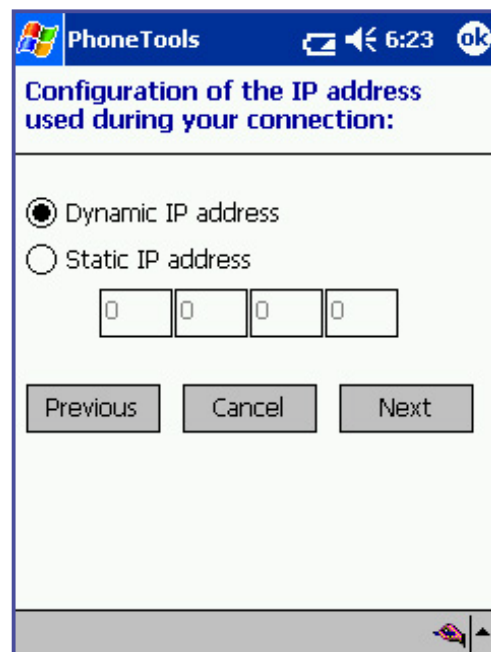 PhoneTools 6:23 ok
Configuration of the IP address
used during your connection:
Dynamic IP address
Static IP address
0 0 0 0
Previous Cancel Next